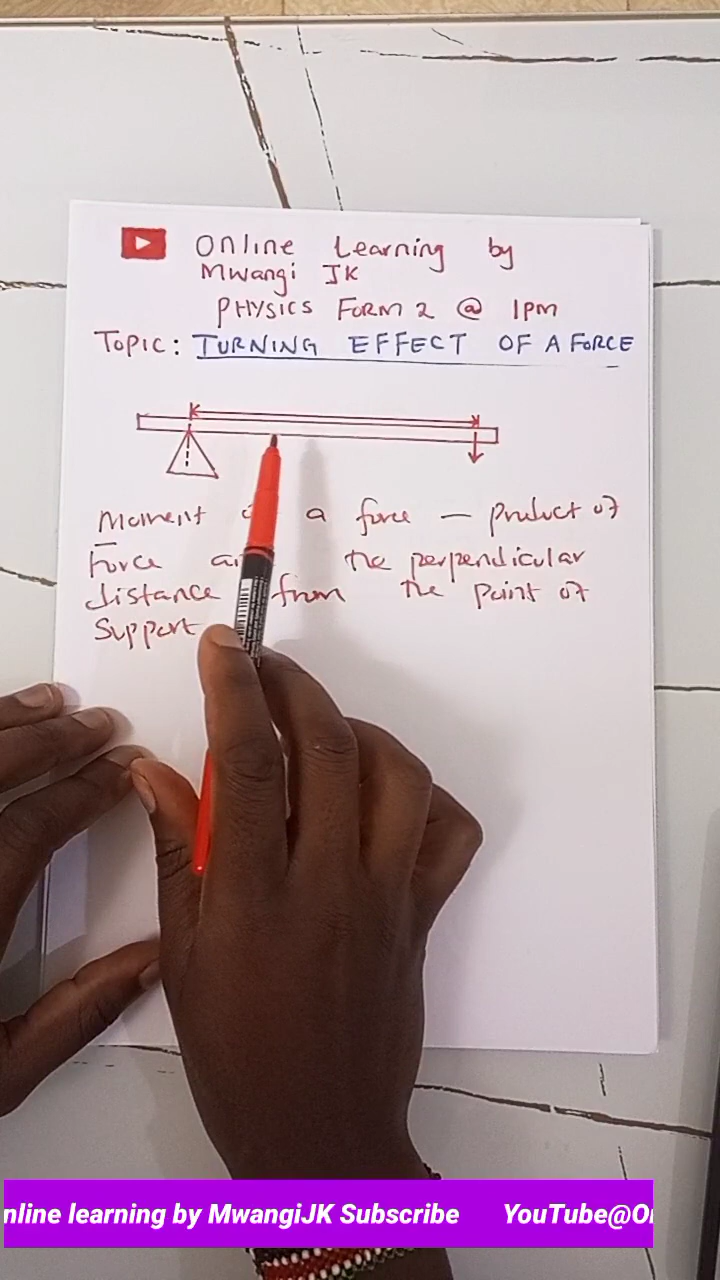 Online Learning by
Mwangi JK
PHYSICS FORM 2 @ 1PM
TOPIC: TURNING EFFECT OF A FORCE
Moment a force — product of
Force the perpendicular
distance from the point of
Support
nline learning by MwangiJK Subscribe YouTube@O